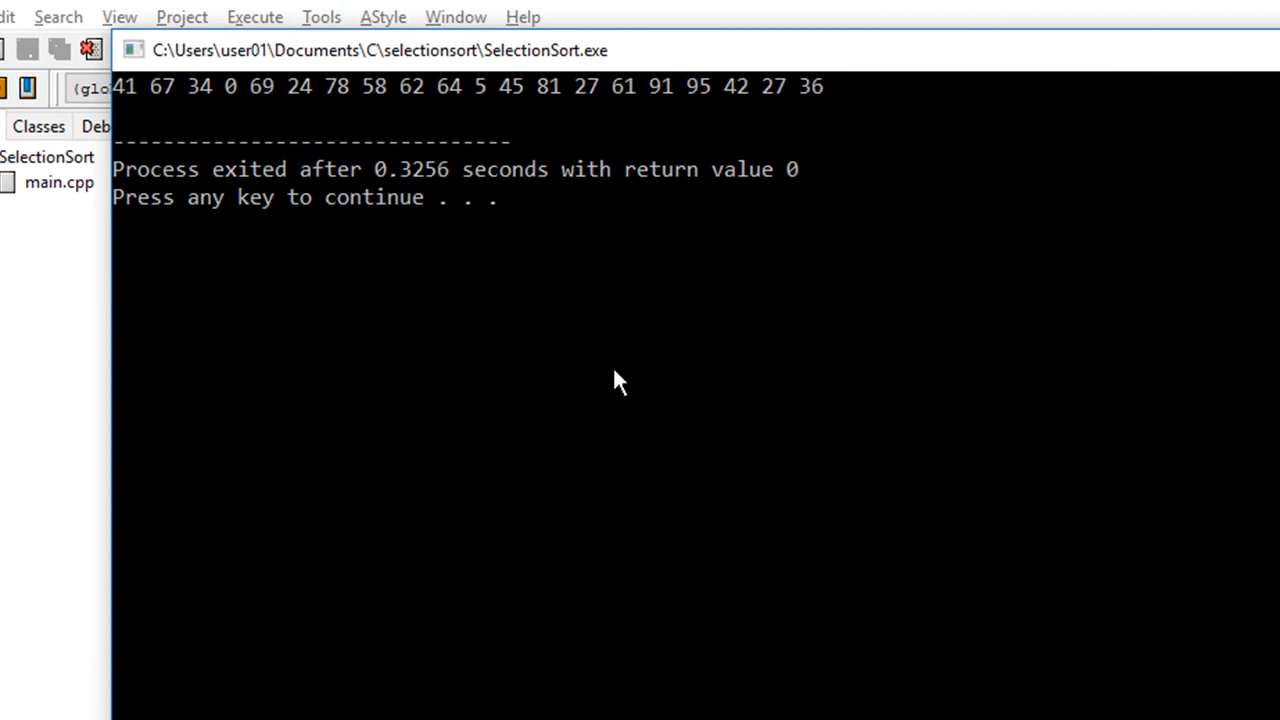 dit Search View Project Execute Tools AStyle Window Help
C:\Users\user01\Documents\C\selectionsort\SelectionSort.exe
(glo
41 67 34 0 69 24 78 58 62 64 5 45 81 27 61 91 95 42 27 36
Classes Deb
--------------------------------
SelectionSort
Process exited after 0.3256 seconds with return value 0
main.cpp
Press any key to continue . . .